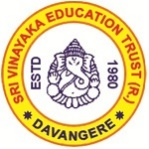 SRI VINAYAKA EDUCATION TRUST (R.)
ESTD
1980
* DAVANGERE *